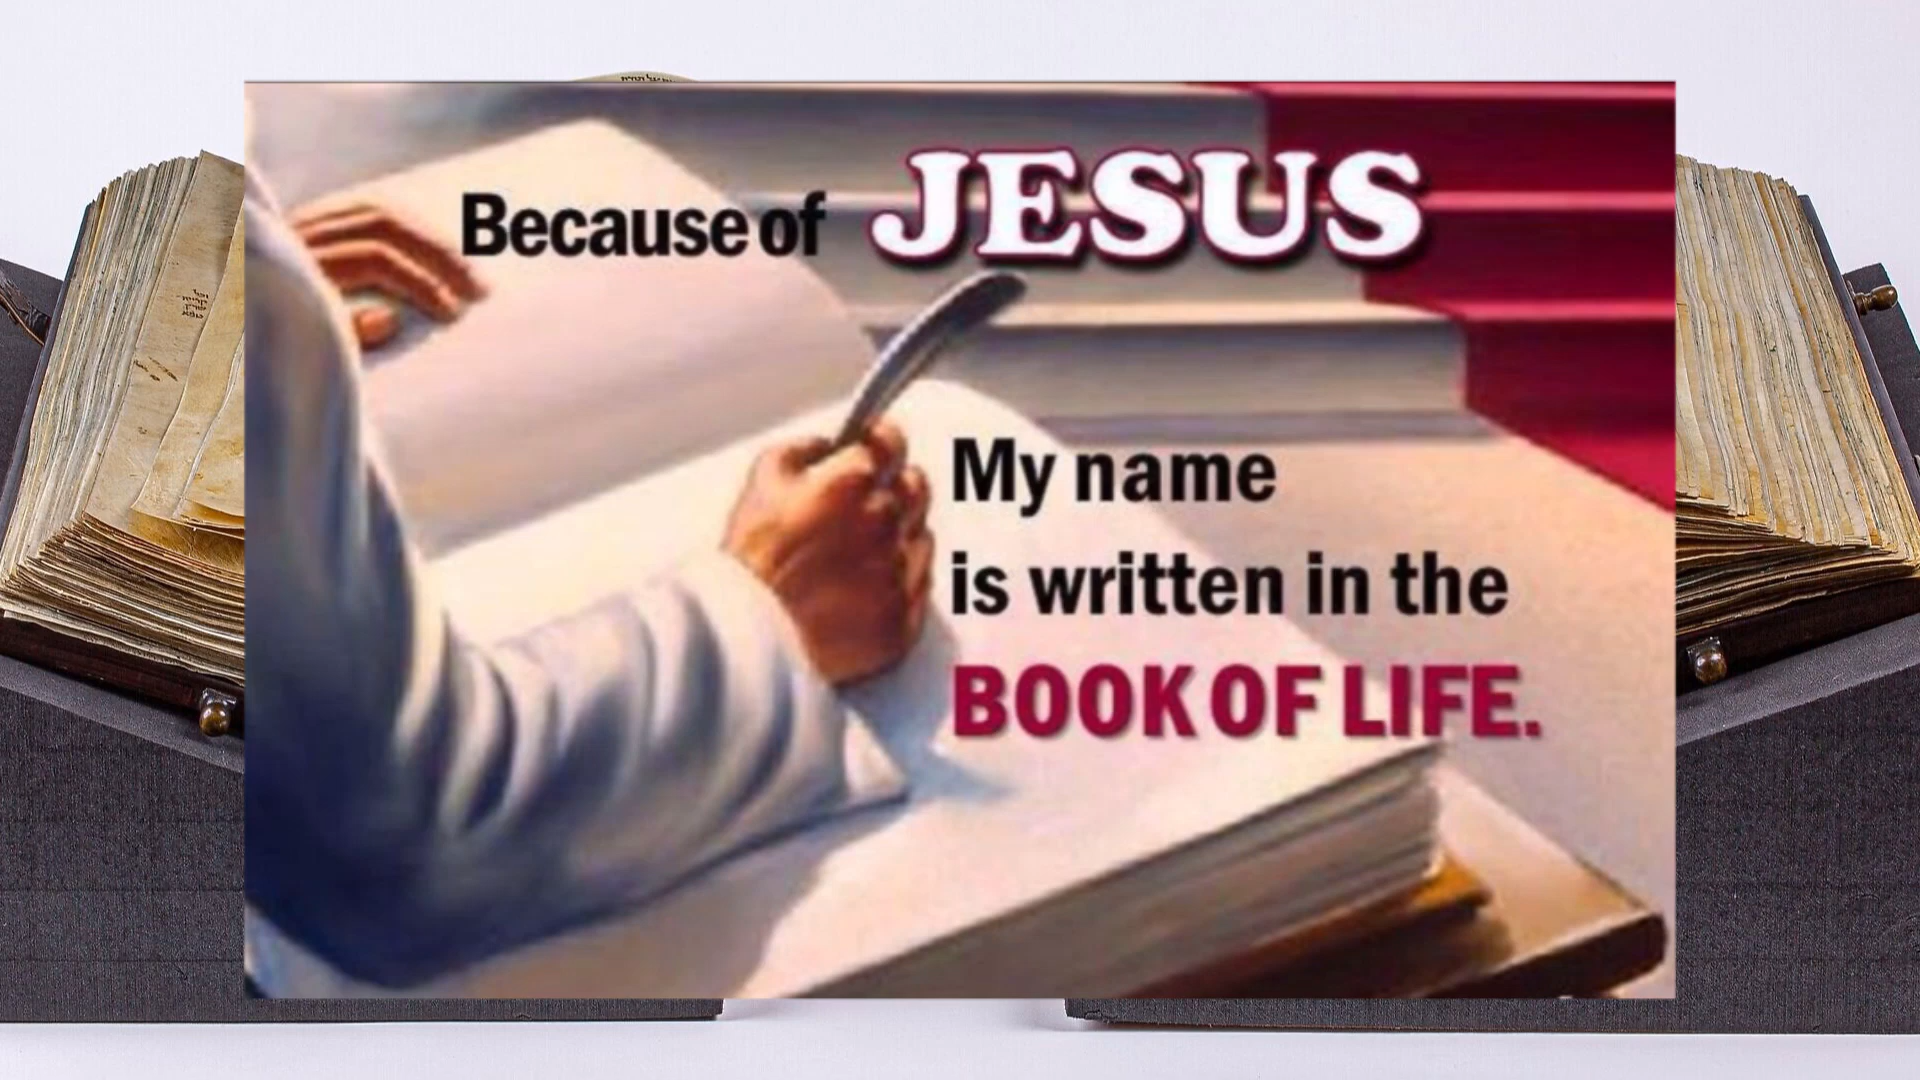 Because of JESUS
My name
is written in the
BOOK OF LIFE.